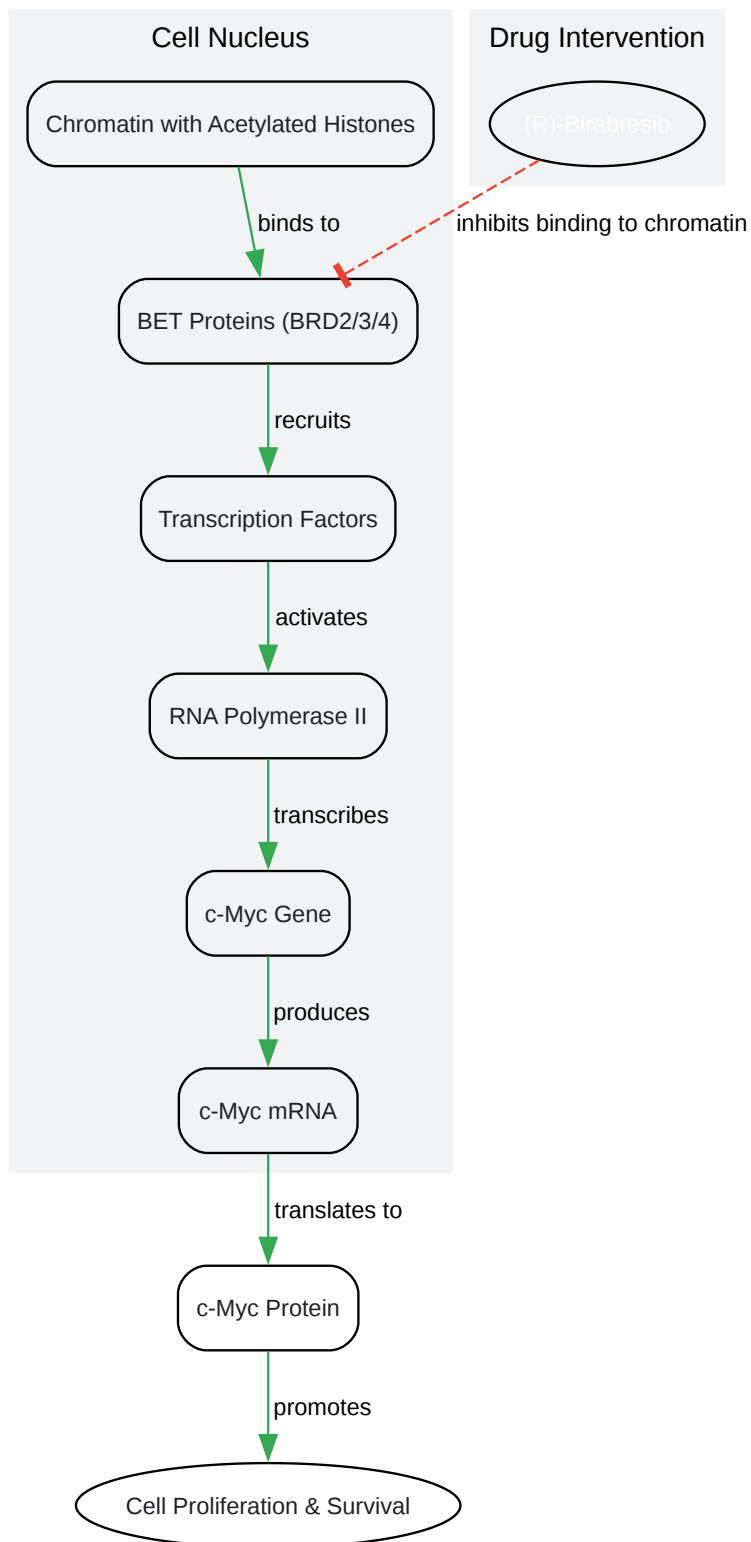 Cell Nucleus
Drug Intervention
Chromatin with Acetylated Histones
(R)-Birabresib
binds to
inhibits binding to chromatin
BET Proteins (BRD2/3/4)
recruits
Transcription Factors
activates
RNA Polymerase II
transcribes
c-Myc Gene
produces
c-Myc mRNA
translates to
c-Myc Protein
promotes
Cell Proliferation & Survival